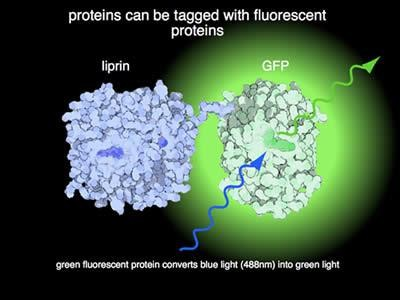 proteins can be tagged with fluorescent
proteins
liprin
GFP
green fluorescent protein converts blue light (488nm) into green light